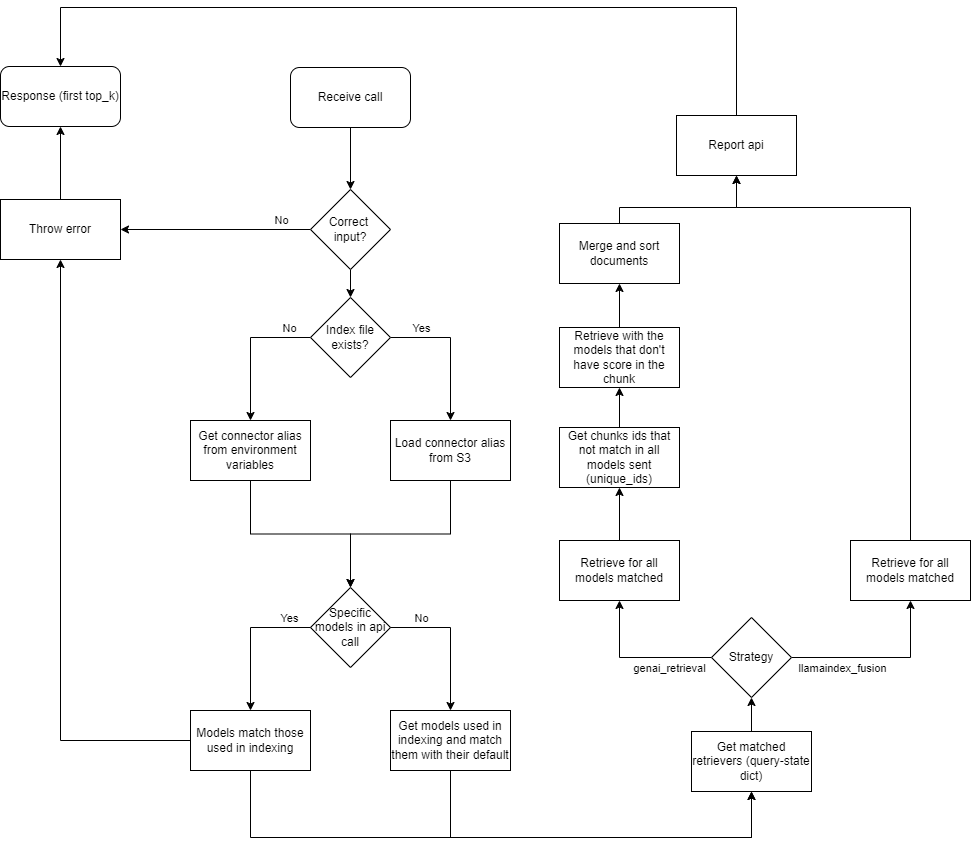 Response (first top_k)
Receive call
Report api
Throw error
No
Correct
input?
Merge and sort
documents
No
Index file
exists?
Yes
Retrieve with the
models that don't
have score in the
chunk
Get connector alias
from environment
variables
Load connector alias
from S3
Get chunks ids that
not match in all
models sent
(unique_ids)
Retrieve for all
models matched
Retrieve for all
models matched
Yes
Specific
models in api
call
No
Strategy
genai_retrieval
llamaindex_fusion
Models match those
used in indexing
Get models used in
indexing and match
them with their default
Get matched
retrievers (query-state
dict)